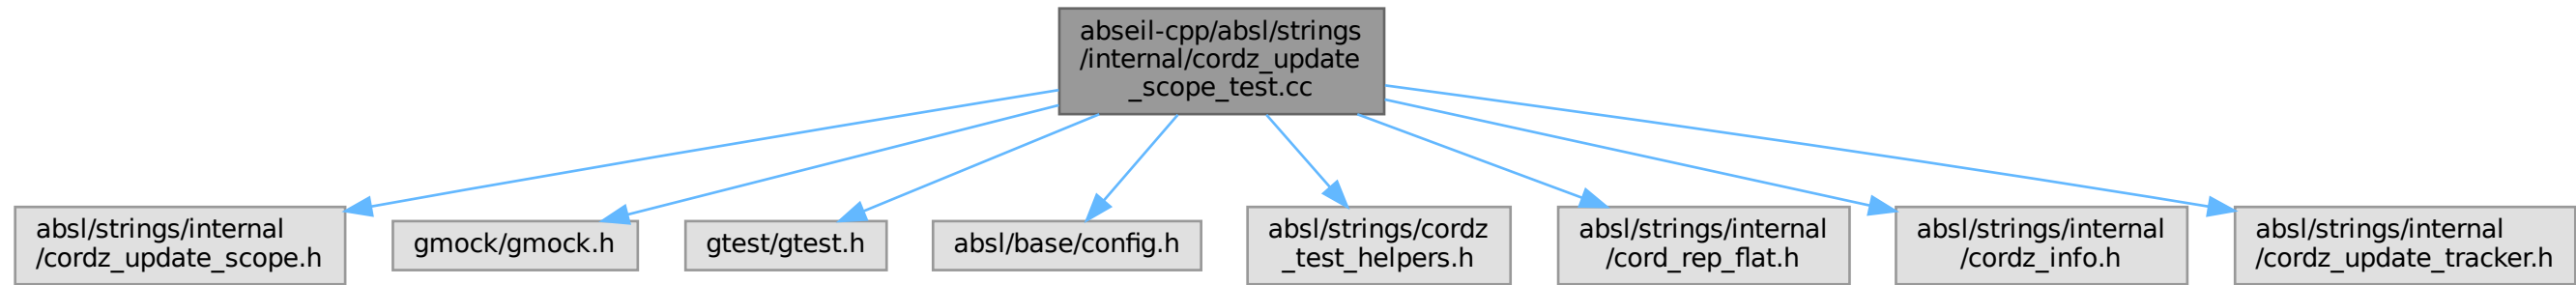 abseil-cpp/absl/strings
/internal/cordz_update
_scope_test.cc
absl/strings/internal
/cordz_update_scope.h
gmock/gmock.h
gtest/gtest.h
absl/base/config.h
absl/strings/cordz
_test_helpers.h
absl/strings/internal
/cord_rep_flat.h
absl/strings/internal
/cordz_info.h
absl/strings/internal
/cordz_update_tracker.h